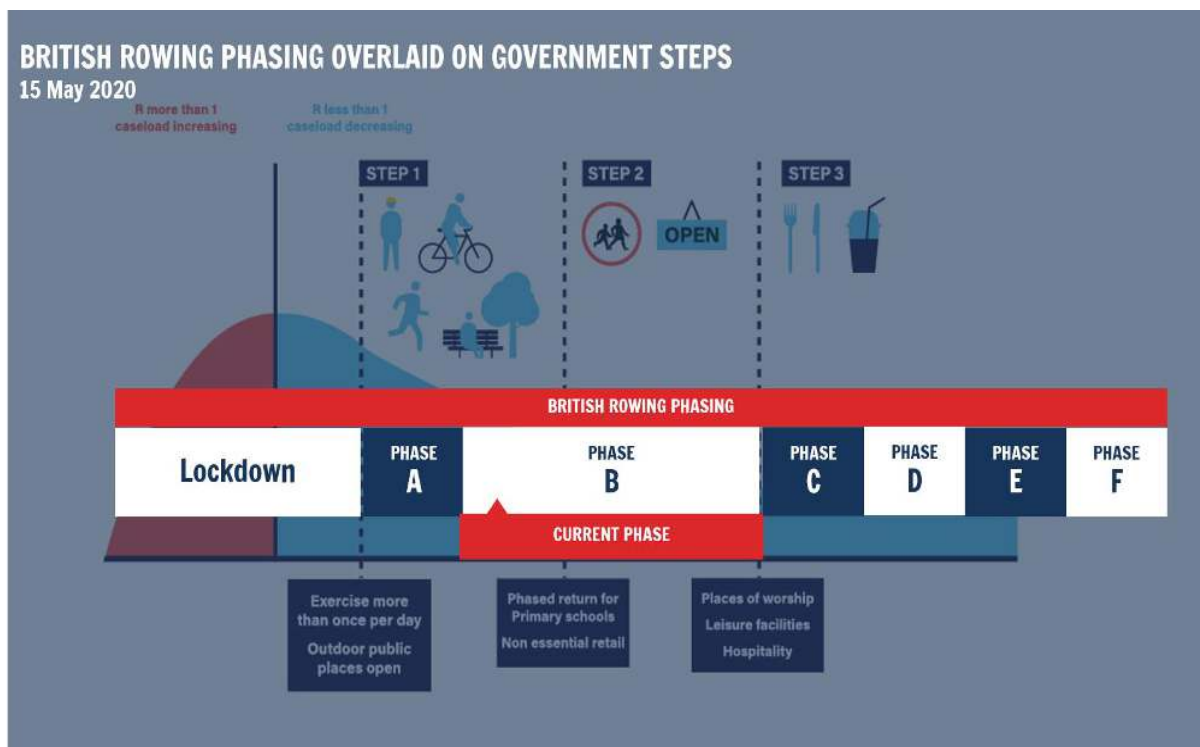 BRITISH ROWING PHASING OVERLAID ON GOVERNMENT STEPS
15 May 2020
R more than 1
caseload increasing
R less than 1
caseload decreasing
STEP 1
STEP 2
STEP 3
OPEN
BRITISH ROWING PHASING
Lockdown
PHASE
A
PHASE
B
PHASE
C
PHASE
D
PHASE
E
PHASE
F
CURRENT PHASE
Exercise more
than once per day
Outdoor public
places open
Phased return for
Primary schools
Non essential retail
Places of worship
Leisure facilities
Hospitality